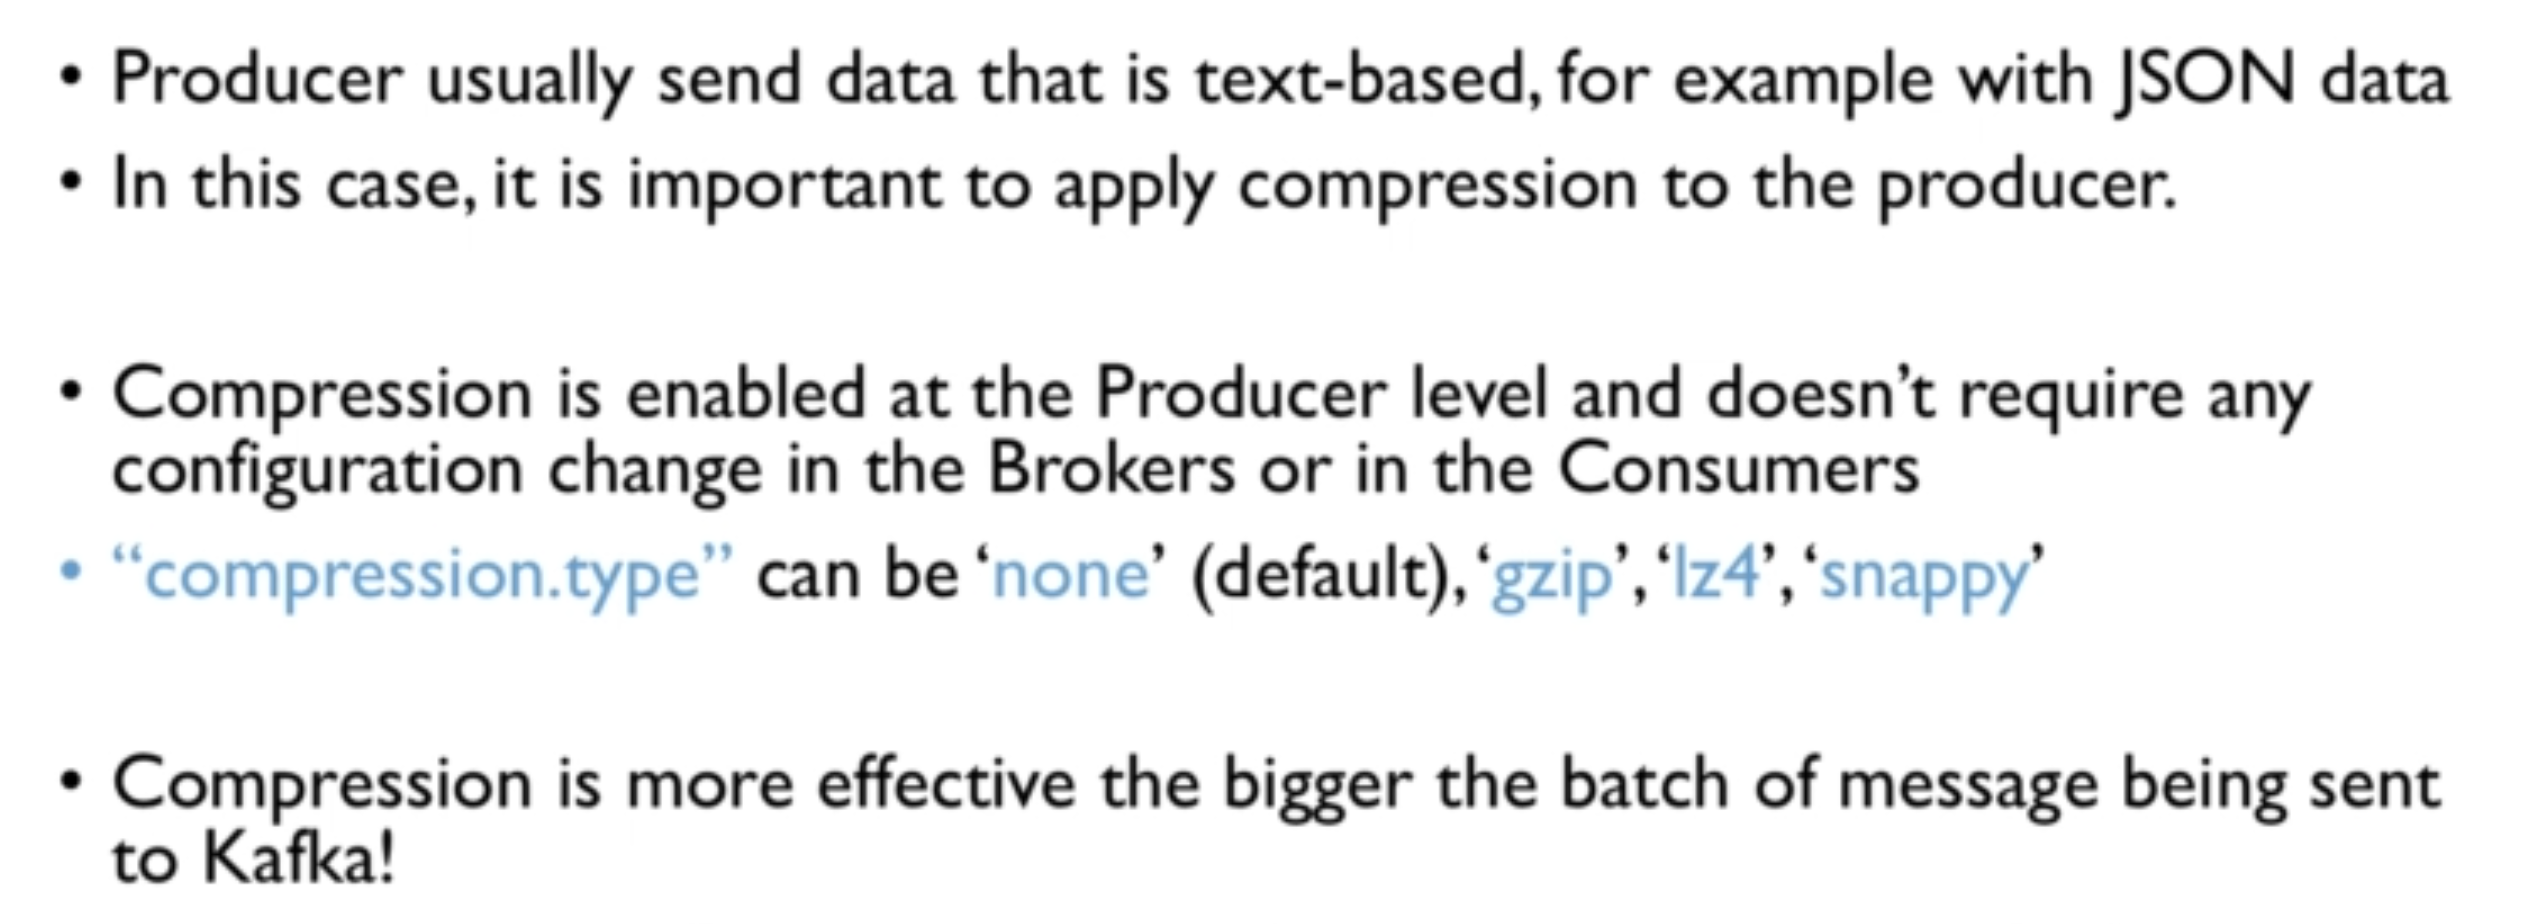 • Producer usually send data that is text-based, for example with JSON data
• In this case, it is important to apply compression to the producer.
• Compression is enabled at the Producer level and doesn’t require any
configuration change in the Brokers or in the Consumers
• “compression.type” can be ‘none’ (default), ‘gzip’, ‘lz4’, ‘snappy’
• Compression is more effective the bigger the batch of message being sent
to Kafka!